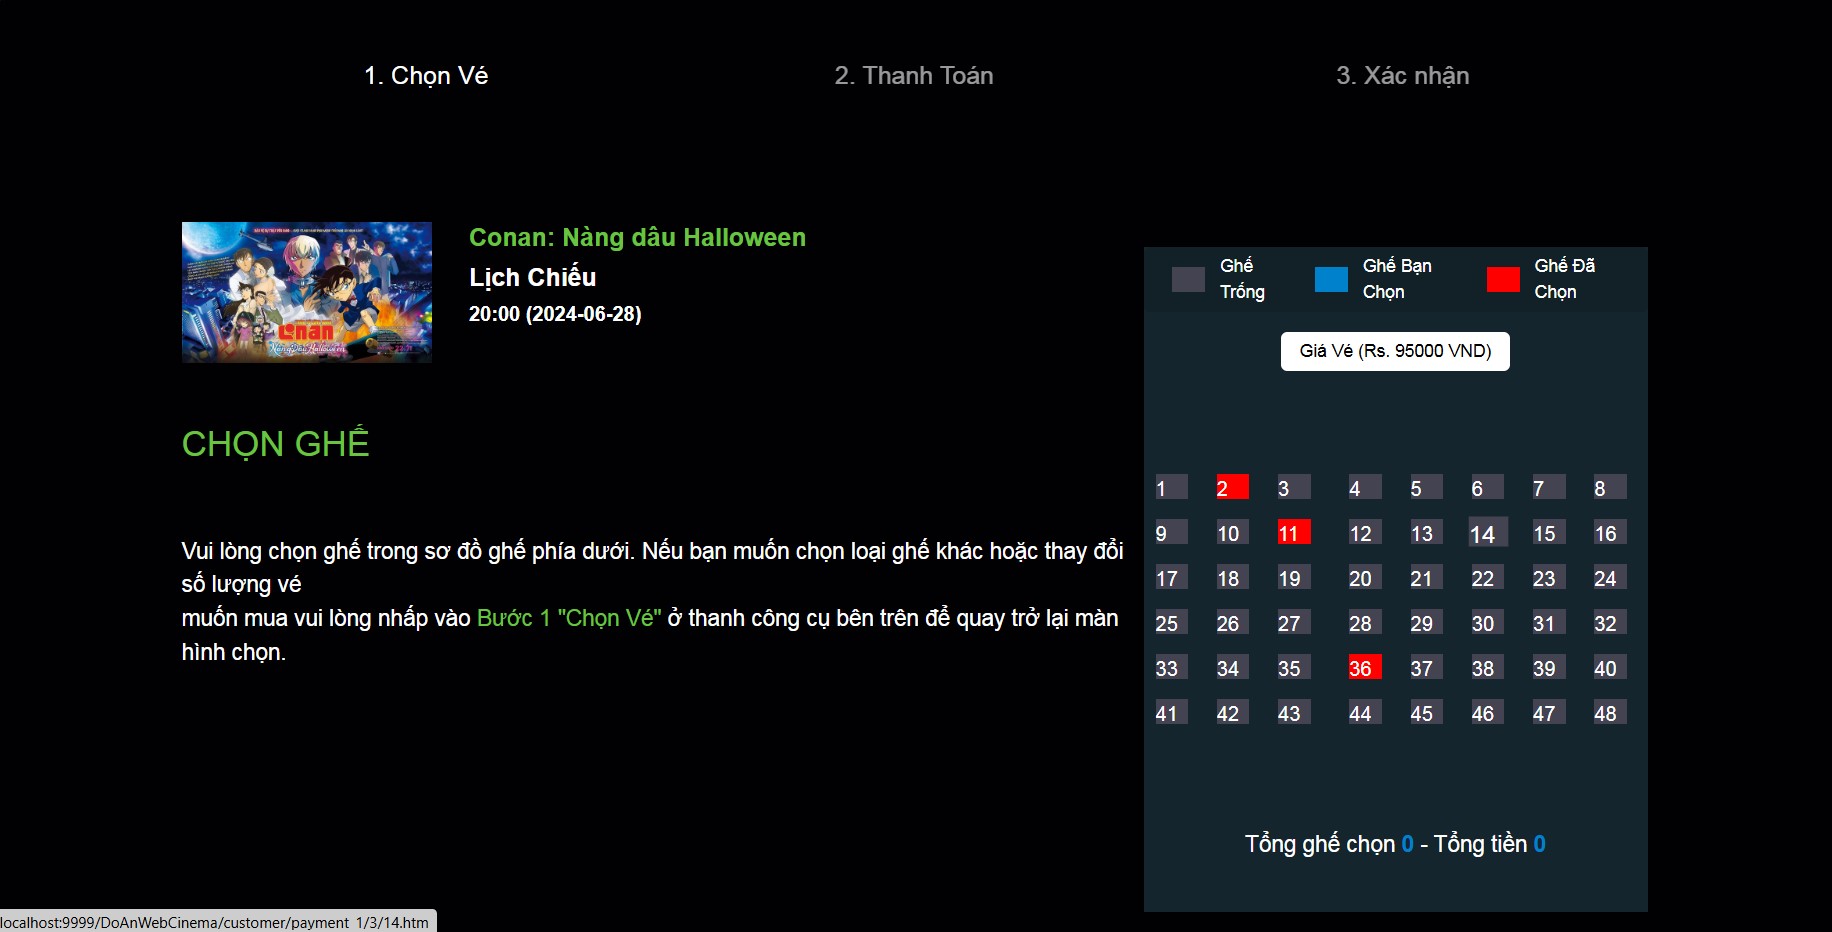 1. Chọn Vé
2. Thanh Toán
3. Xác nhận
Conan: Nàng dâu Halloween
Lịch Chiếu
20:00 (2024-06-28)
Conan
Nàng Dâu Halloween
CHỌN GHẾ
Vui lòng chọn ghế trong sơ đồ ghế phía dưới. Nếu bạn muốn chọn loại ghế khác hoặc thay đổi
số lượng vé
muốn mua vui lòng nhấp vào Bước 1 "Chọn Vé" ở thanh công cụ bên trên để quay trở lại màn
hình chọn.
Ghế
Trống
Ghế Bạn
Chọn
Ghế Đã
Chọn
Giá Vé (Rs. 95000 VND)
1 2 3 4 5 6 7 8
9 10 11 12 13 14 15 16
17 18 19 20 21 22 23 24
25 26 27 28 29 30 31 32
33 34 35 36 37 38 39 40
41 42 43 44 45 46 47 48
Tổng ghế chọn 0 - Tổng tiền 0
localhost:9999/DoAnWebCinema/customer/payment_1/3/14.htm